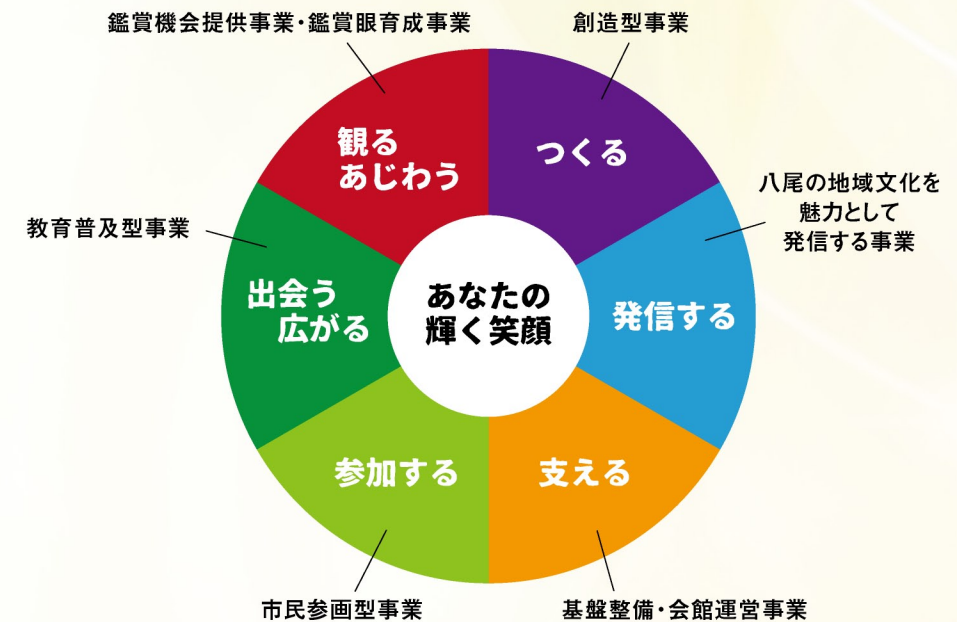 鑑賞機会提供事業・鑑賞眼育成事業
創造型事業
観る
あじわう
つくる
八尾の地域文化を
魅力として
発信する事業
教育普及型事業
出会う
広がる
あなたの
輝く笑顔
発信する
参加する
支える
市民参画型事業
基盤整備・会館運営事業